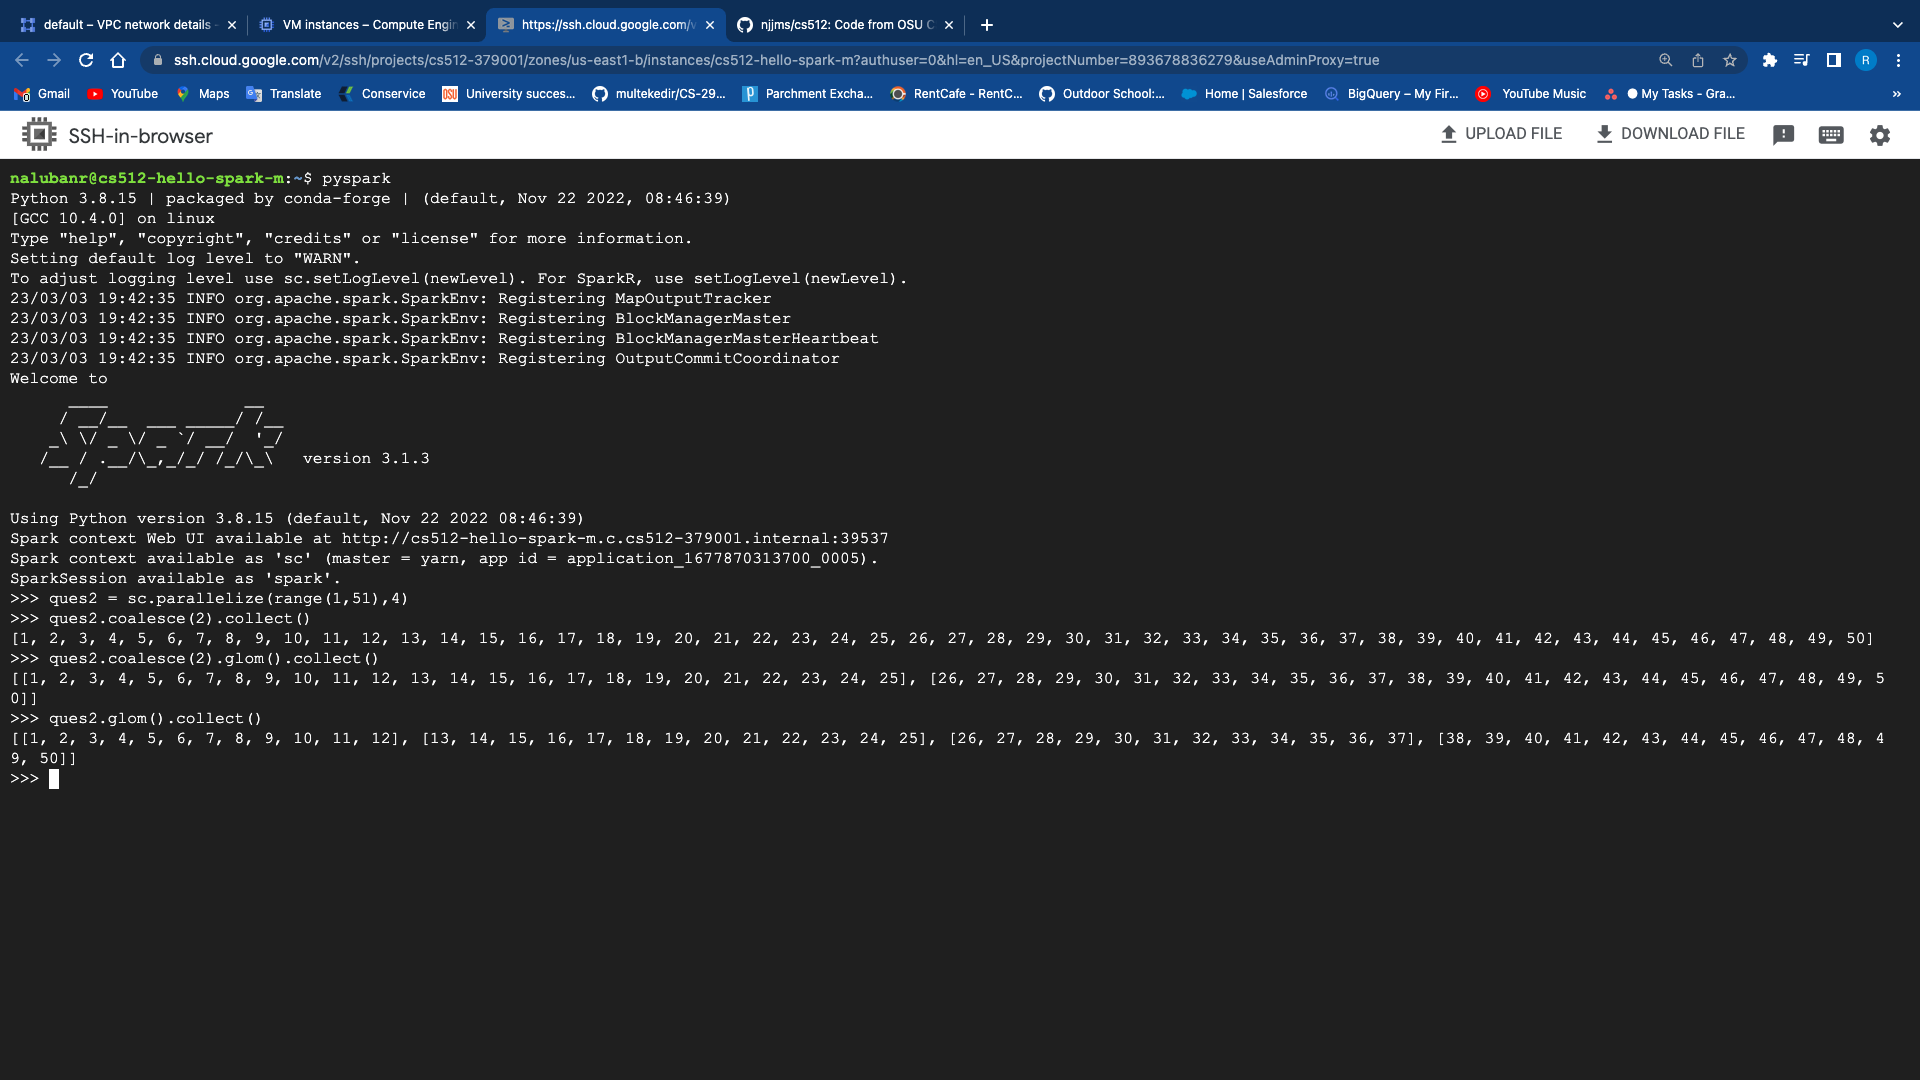 default – VPC network details -
VM instances – Compute Engin
https://ssh.cloud.google.com/v
njjms/cs512: Code from OSU C
ssh.cloud.google.com/v2/ssh/projects/cs512-379001/zones/us-east1-b/instances/cs512-hello-spark-m?authuser=0&hl=en_US&projectNumber=893678836279&useAdminProxy=true
R
Gmail YouTube Maps Translate Conservice University succes... multekedir/CS-29... Parchment Excha... RentCafe - RentC... Outdoor School:... Home | Salesforce BigQuery – My Fir... YouTube Music My Tasks - Gra... »
SSH-in-browser
UPLOAD FILE DOWNLOAD FILE
nalubanr@cs512-hello-spark-m:~$ pyspark
Python 3.8.15 | packaged by conda-forge | (default, Nov 22 2022, 08:46:39)
[GCC 10.4.0] on linux
Type "help", "copyright", "credits" or "license" for more information.
Setting default log level to "WARN".
To adjust logging level use sc.setLogLevel(newLevel). For SparkR, use setLogLevel(newLevel).
23/03/03 19:42:35 INFO org.apache.spark.SparkEnv: Registering MapOutputTracker
23/03/03 19:42:35 INFO org.apache.spark.SparkEnv: Registering BlockManagerMaster
23/03/03 19:42:35 INFO org.apache.spark.SparkEnv: Registering BlockManagerMasterHeartbeat
23/03/03 19:42:35 INFO org.apache.spark.SparkEnv: Registering OutputCommitCoordinator
Welcome to
      ____              __
     / __/__  ___ _____/ /__
    _\ \/ _ \/ _ `/ __/  '_/
   /__ / .__/\_,_/_/ /_/\_\   version 3.1.3
      /_/
Using Python version 3.8.15 (default, Nov 22 2022 08:46:39)
Spark context Web UI available at http://cs512-hello-spark-m.c.cs512-379001.internal:39537
Spark context available as 'sc' (master = yarn, app id = application_1677870313700_0005).
SparkSession available as 'spark'.
>>> ques2 = sc.parallelize(range(1,51),4)
>>> ques2.coalesce(2).collect()
[1, 2, 3, 4, 5, 6, 7, 8, 9, 10, 11, 12, 13, 14, 15, 16, 17, 18, 19, 20, 21, 22, 23, 24, 25, 26, 27, 28, 29, 30, 31, 32, 33, 34, 35, 36, 37, 38, 39, 40, 41, 42, 43, 44, 45, 46, 47, 48, 49, 50]
>>> ques2.coalesce(2).glom().collect()
[[1, 2, 3, 4, 5, 6, 7, 8, 9, 10, 11, 12, 13, 14, 15, 16, 17, 18, 19, 20, 21, 22, 23, 24, 25], [26, 27, 28, 29, 30, 31, 32, 33, 34, 35, 36, 37, 38, 39, 40, 41, 42, 43, 44, 45, 46, 47, 48, 49, 5
0]]
>>> ques2.glom().collect()
[[1, 2, 3, 4, 5, 6, 7, 8, 9, 10, 11, 12], [13, 14, 15, 16, 17, 18, 19, 20, 21, 22, 23, 24, 25], [26, 27, 28, 29, 30, 31, 32, 33, 34, 35, 36, 37], [38, 39, 40, 41, 42, 43, 44, 45, 46, 47, 48, 4
9, 50]]
>>>